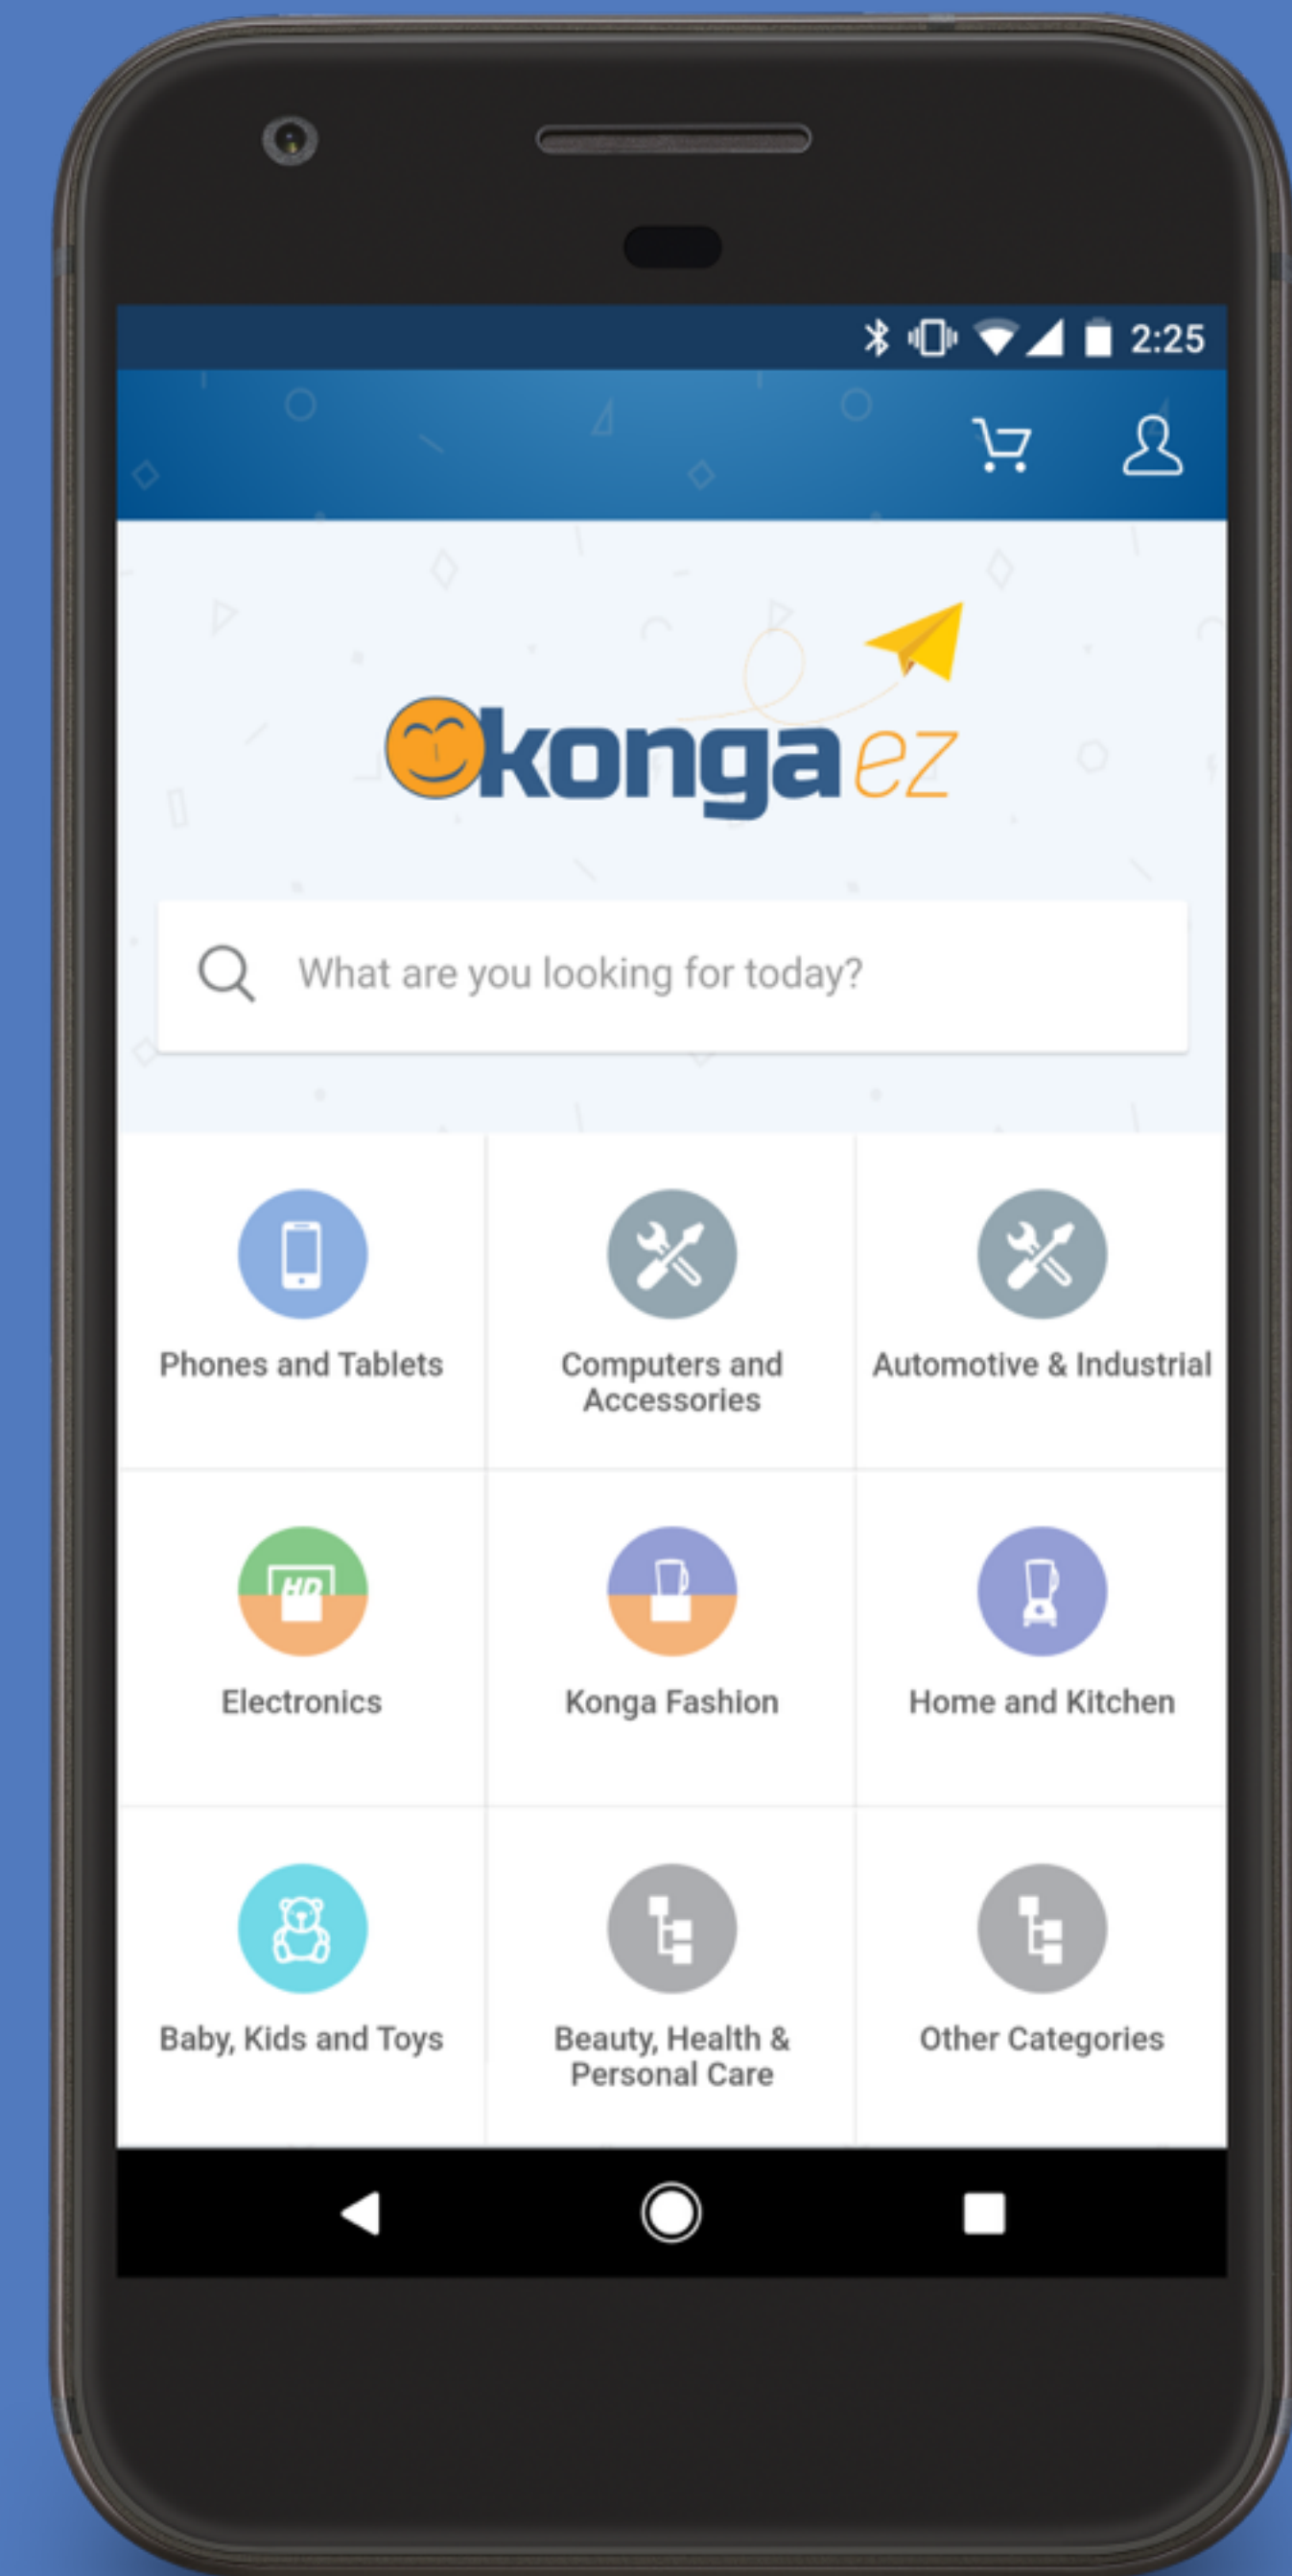 2:25
konga ez
What are you looking for today?
Phones and Tablets
Computers and
Accessories
Automotive & Industrial
HD
Electronics
Konga Fashion
Home and Kitchen
Baby, Kids and Toys
Beauty, Health &
Personal Care
Other Categories